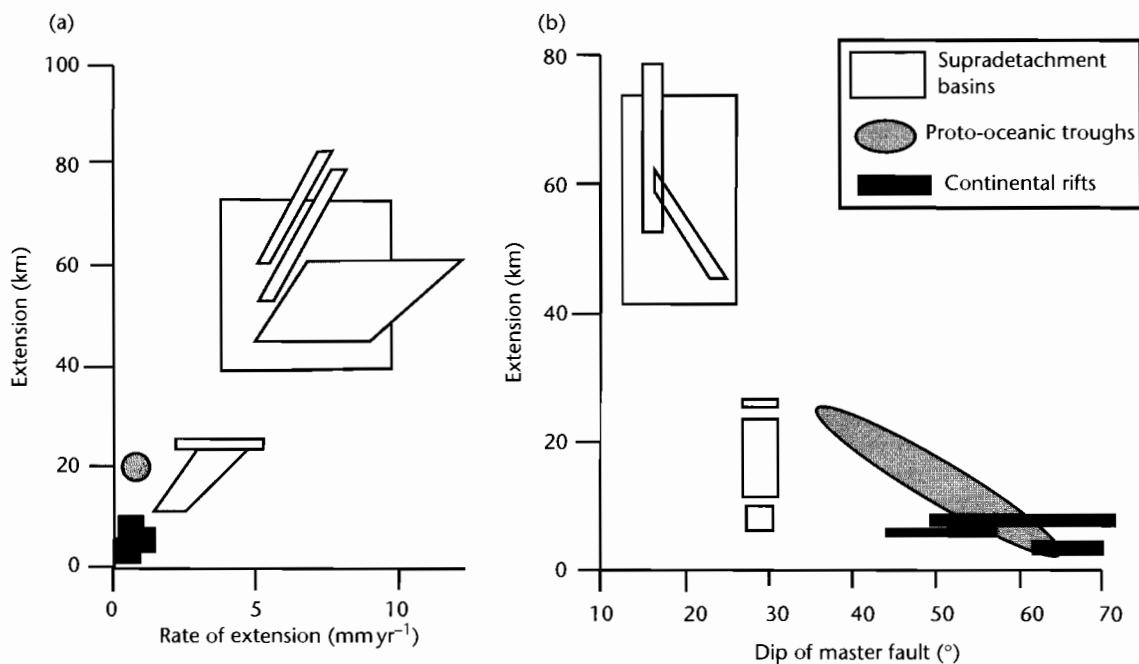 (a)
100
80
60
40
20
0
Extension (km)
0
5
10
Rate of extension (mm yr⁻¹)
(b)
80
60
40
20
0
Extension (km)
10
20
30
40
50
60
70
Dip of master fault (°)
Supradetachment
basins
Proto-oceanic troughs
Continental rifts